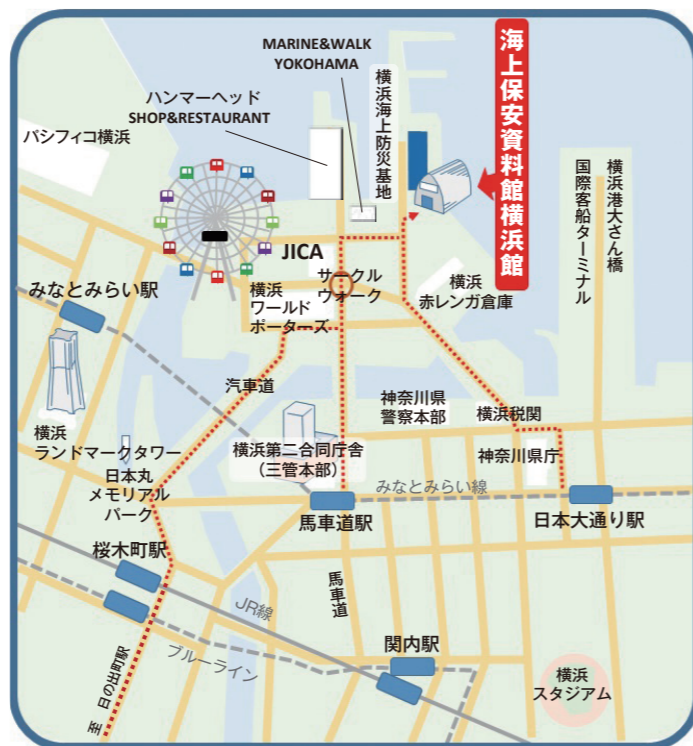 MARINE&WALK
YOKOHAMA
ハンマーヘッド
SHOP&RESTAURANT
パシフィコ横浜
横浜海上防災基地
海上保安資料館横浜館
横浜港大さん橋
国際客船ターミナル
JICA
サークル
ウォーク
みなとみらい駅
横浜
ワールド
ポーターズ
横浜
赤レンガ倉庫
汽車道
神奈川県
警察本部
横浜税関
横浜
ランドマークタワー
横浜第二合同庁舎
（三管本部）
神奈川県庁
日本丸
メモリアル
パーク
みなとみらい線
馬車道駅
日本大通り駅
桜木町駅
馬車道
JR線
ブルーライン
関内駅
横浜
スタジアム
至 日の出町駅